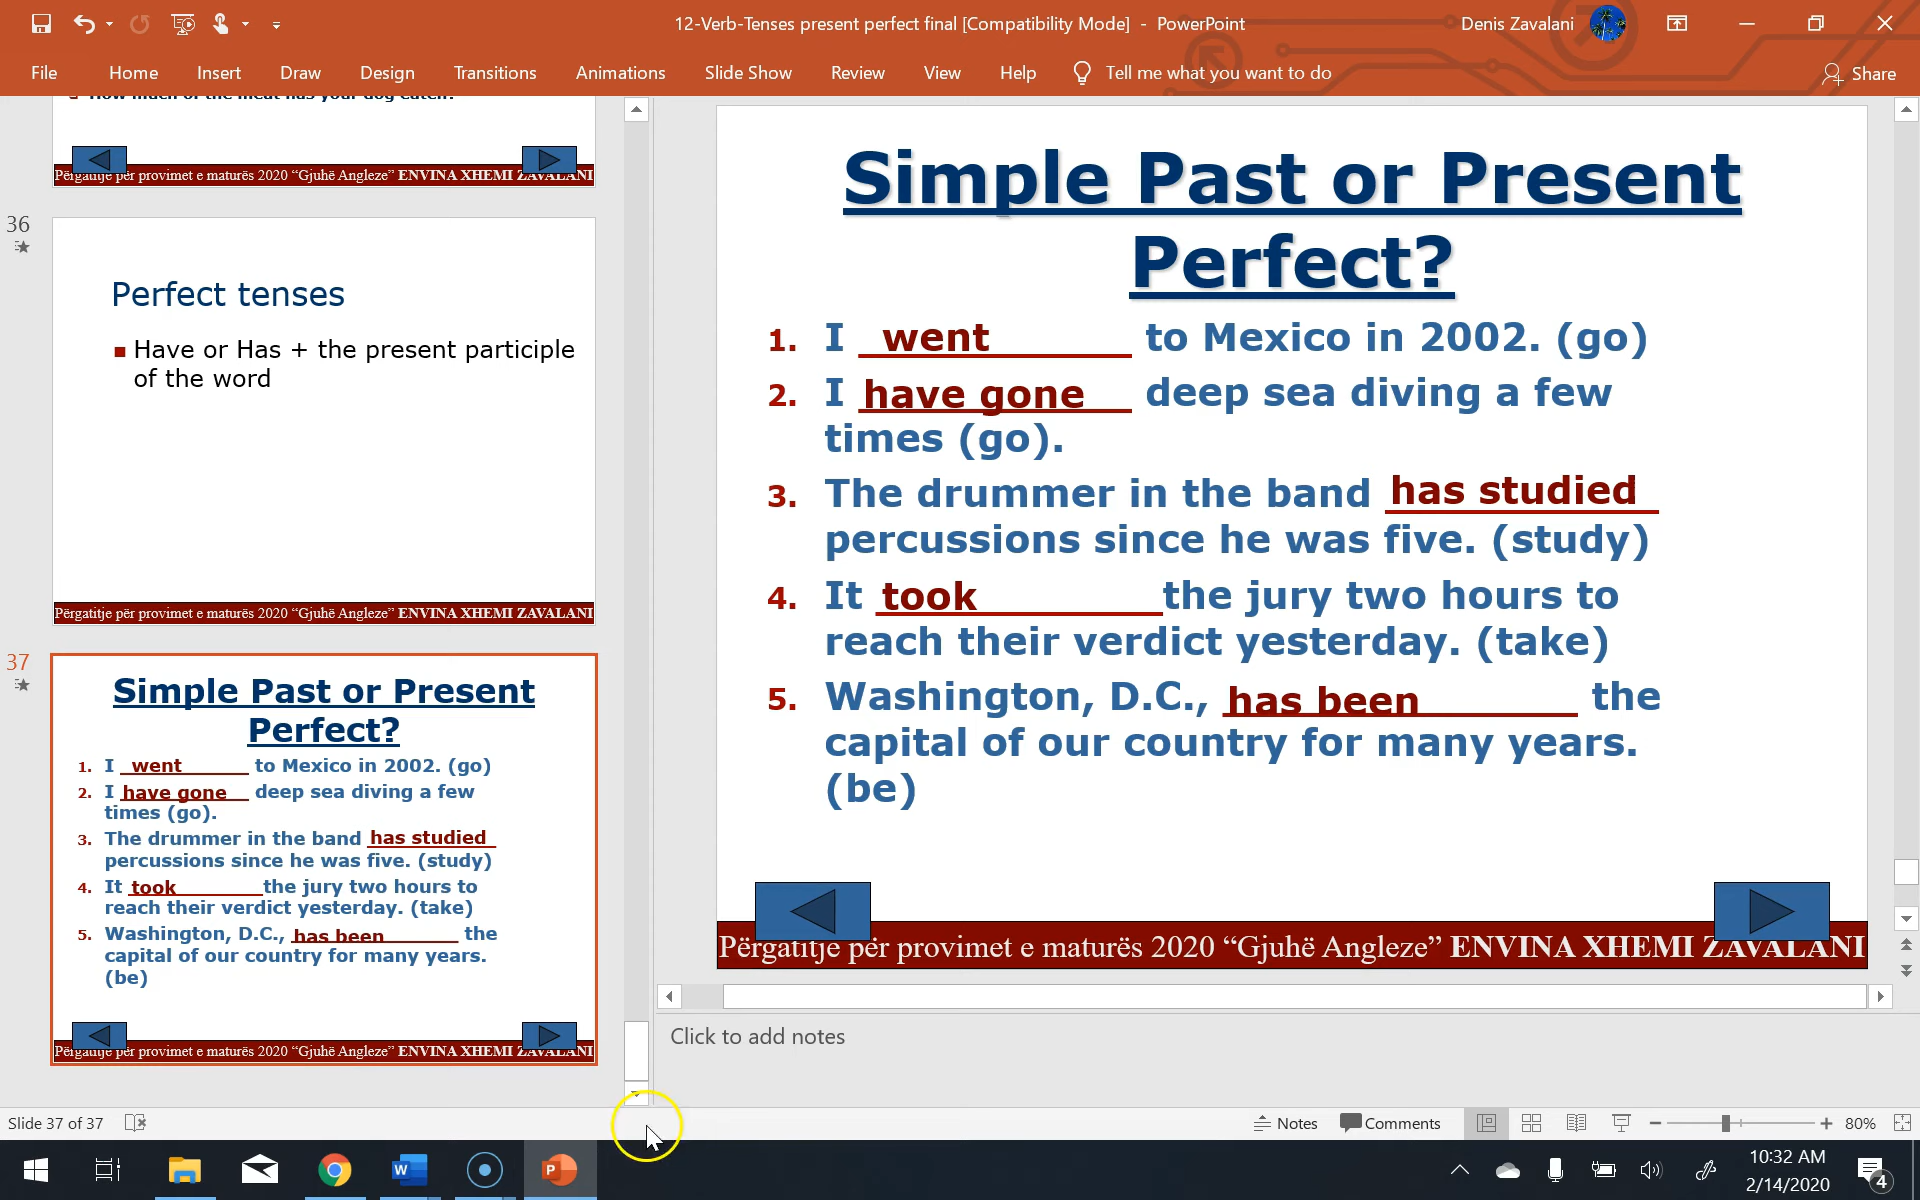 12-Verb-Tenses present perfect final [Compatibility Mode] - PowerPoint
Denis Zavalani
File Home Insert Draw Design Transitions Animations Slide Show Review View Help Tell me what you want to do Share
How much of the meat has your dog eaten?
Përgatitje për provimet e maturës 2020 “Gjuhë Angleze” ENVINA XHEMI ZAVALANI
36
Perfect tenses
Have or Has + the present participle
of the word
Përgatitje për provimet e maturës 2020 “Gjuhë Angleze” ENVINA XHEMI ZAVALANI
37
Simple Past or Present
Perfect?
1. I went to Mexico in 2002. (go)
2. I have gone deep sea diving a few
times (go).
3. The drummer in the band has studied
percussions since he was five. (study)
4. It took the jury two hours to
reach their verdict yesterday. (take)
5. Washington, D.C., has been the
capital of our country for many years.
(be)
Përgatitje për provimet e maturës 2020 “Gjuhë Angleze” ENVINA XHEMI ZAVALANI
Simple Past or Present
Perfect?
1. I went to Mexico in 2002. (go)
2. I have gone deep sea diving a few
times (go).
3. The drummer in the band has studied
percussions since he was five. (study)
4. It took the jury two hours to
reach their verdict yesterday. (take)
5. Washington, D.C., has been the
capital of our country for many years.
(be)
Përgatitje për provimet e maturës 2020 “Gjuhë Angleze” ENVINA XHEMI ZAVALANI
Click to add notes
Slide 37 of 37
Notes Comments 80%
10:32 AM
2/14/2020
4